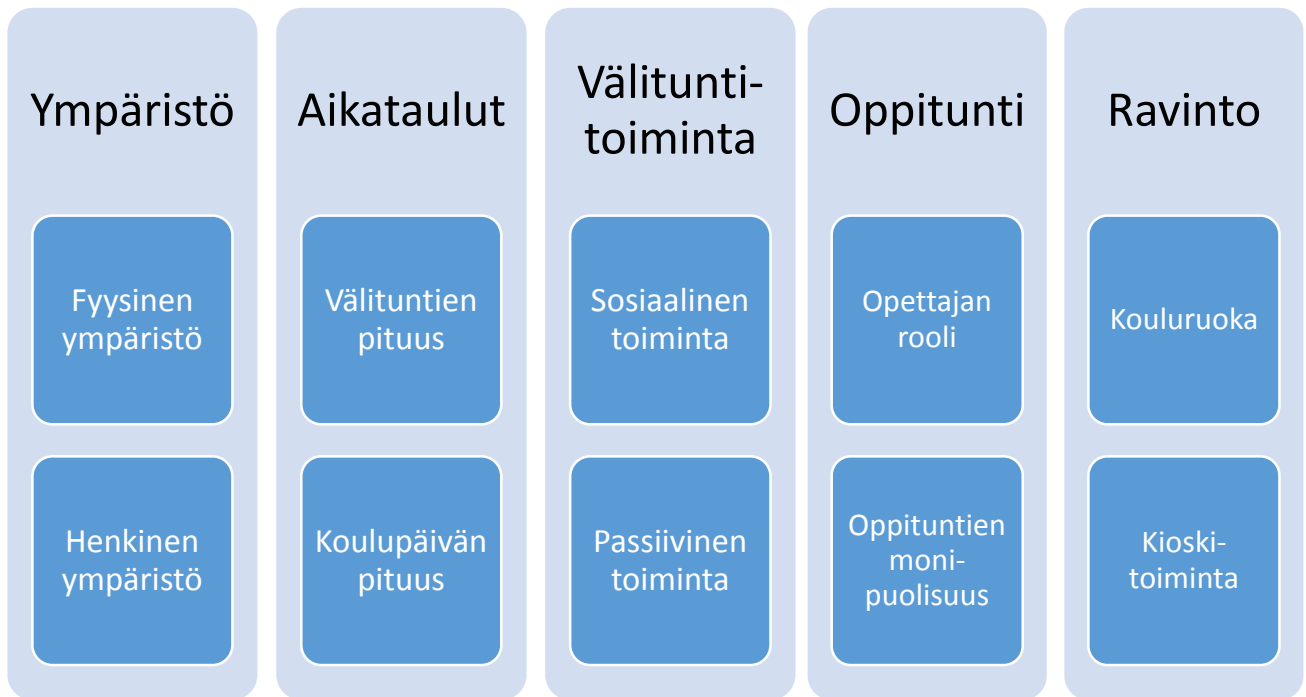 Ympäristö
Fyysinen
ympäristö
Henkinen
ympäristö
Aikataulut
Välituntien
pituus
Koulupäivän
pituus
Välitunti-
toiminta
Sosiaalinen
toiminta
Passiivinen
toiminta
Oppitunti
Opettajan
rooli
Oppituntien
moni-
puolisuus
Ravinto
Kouluruoka
Kioski-
toiminta